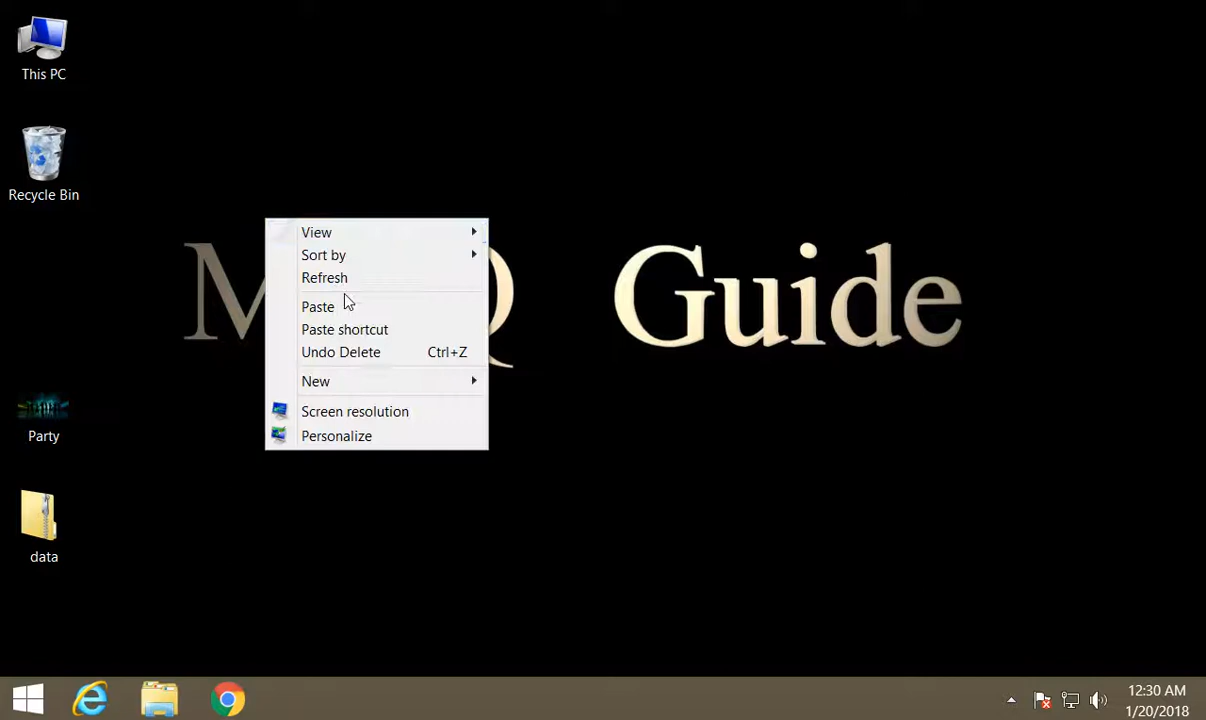 This PC
Recycle Bin
Party
data
M Q Guide
View
Sort by
Refresh
Paste
Paste shortcut
Undo Delete Ctrl+Z
New
Screen resolution
Personalize
12:30 AM
1/20/2018